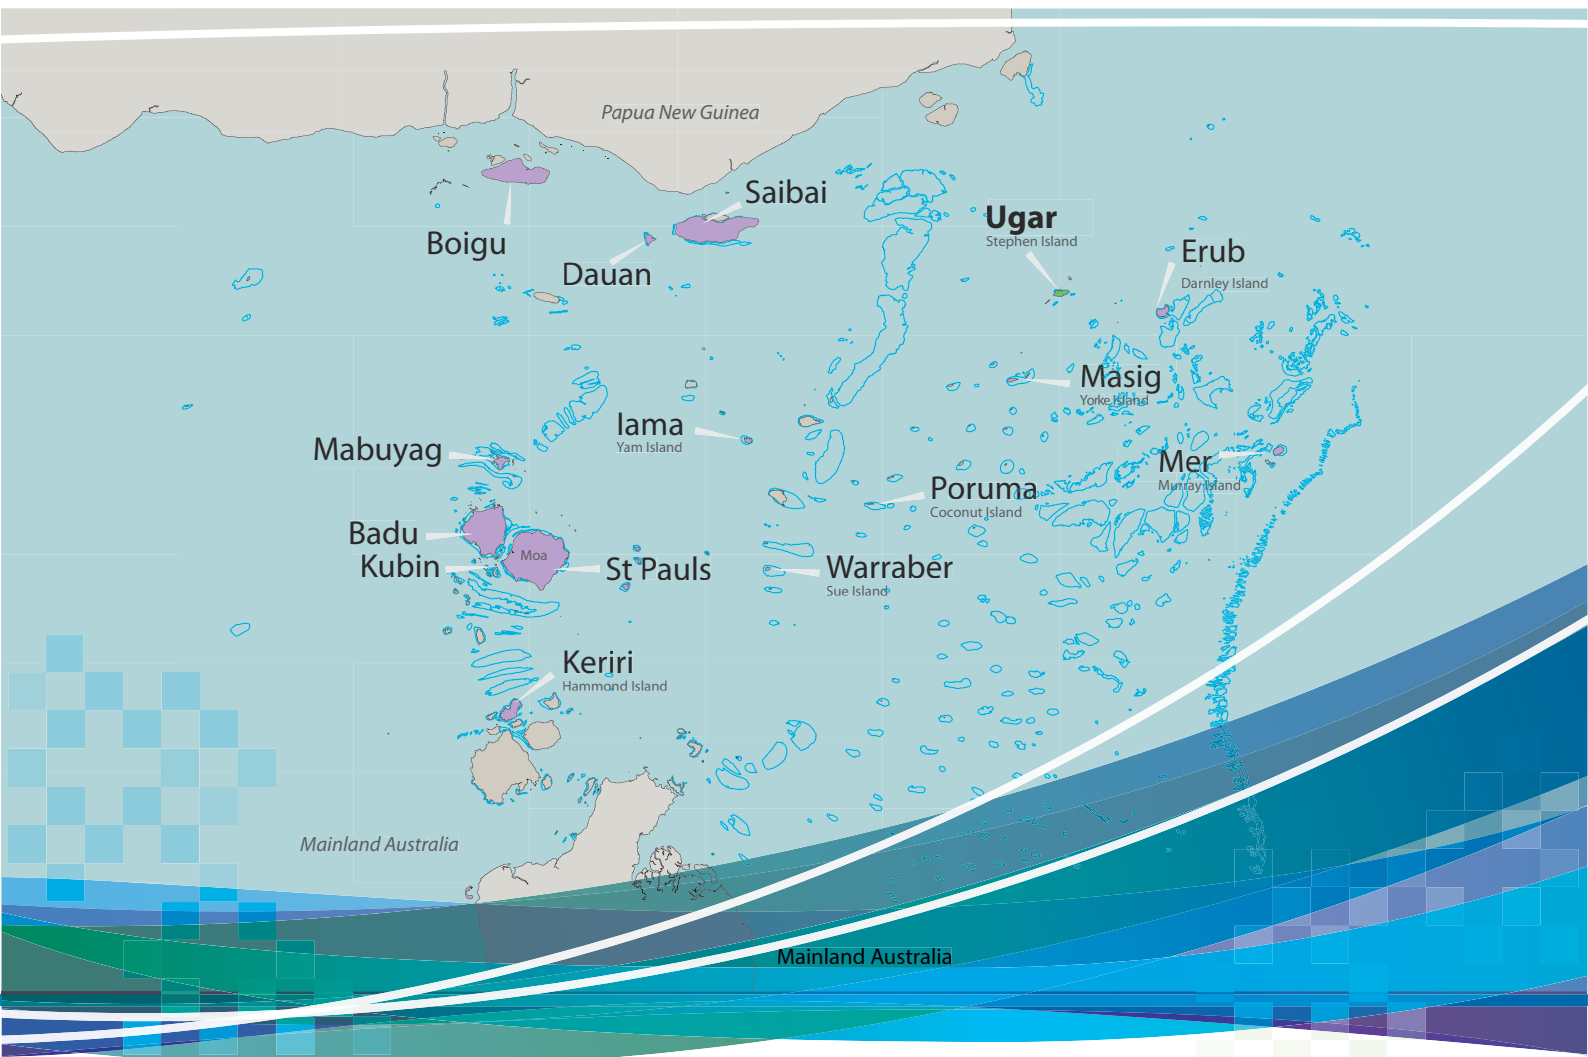 Papua New Guinea
Saibai
Boigu
Dauan
Ugar
Stephen Island
Erub
Darnley Island
Masig
Yorke Island
Iama
Yam Island
Mabuyag
Mer
Murray Island
Poruma
Coconut Island
Badu
Kubin
Moa
St Pauls
Warraber
Sue Island
Keriri
Hammond Island
Mainland Australia
Mainland Australia